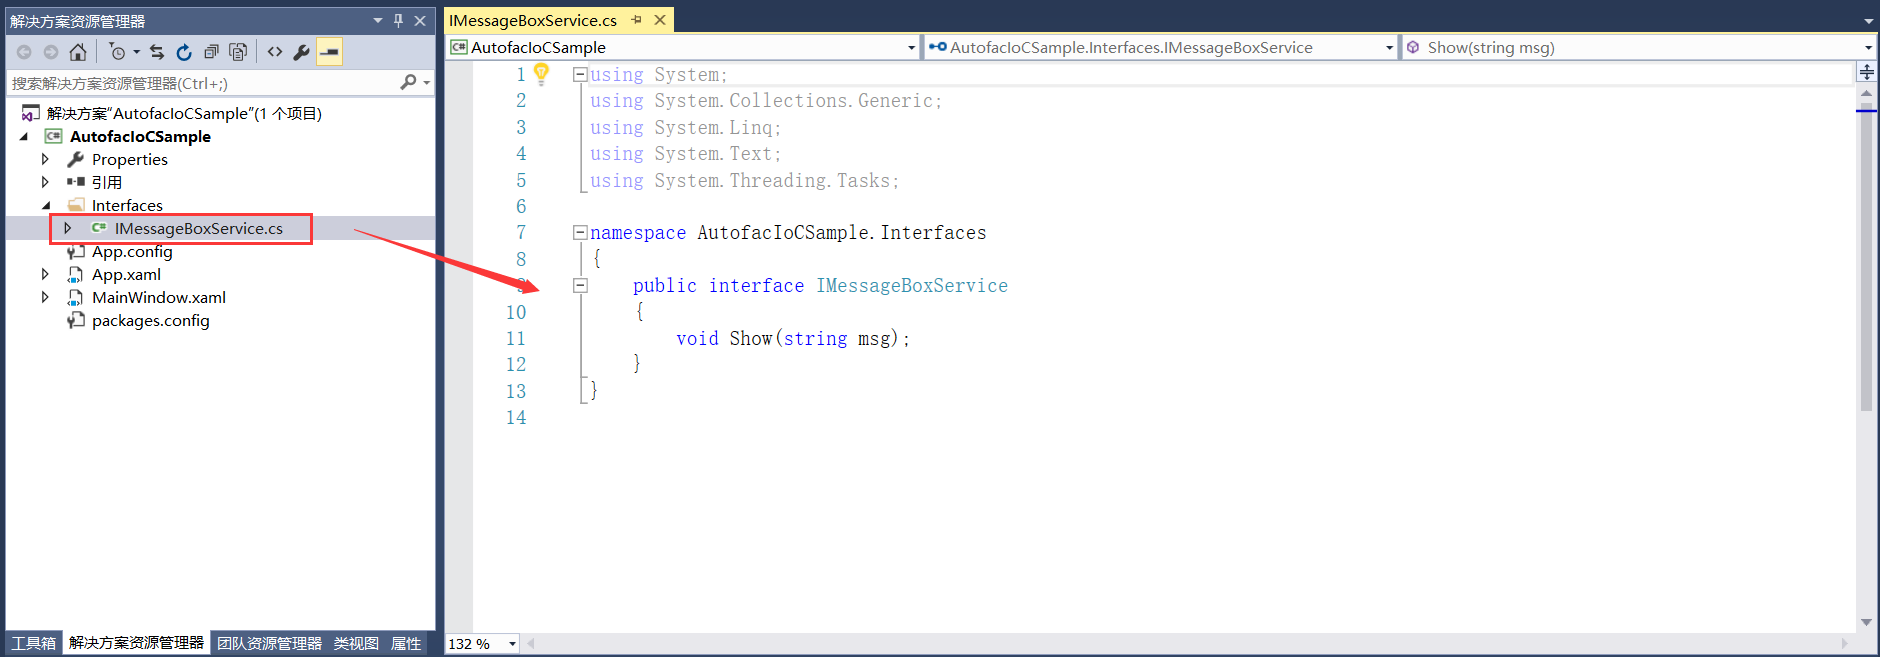 解决方案资源管理器
搜索解决方案资源管理器(Ctrl+;)
解决方案"AutofacIoCSample"(1 个项目)
C# AutofacIoCSample
Properties
引用
Interfaces
C# IMessageBoxService.cs
App.config
App.xaml
MainWindow.xaml
packages.config
工具箱 解决方案资源管理器 团队资源管理器 类视图 属性
IMessageBoxService.cs
C# AutofacIoCSample AutofacIoCSample.Interfaces.IMessageBoxService Show(string msg)
1 using System;
2 using System.Collections.Generic;
3 using System.Linq;
4 using System.Text;
5 using System.Threading.Tasks;
6
7 namespace AutofacIoCSample.Interfaces
8 {
9 public interface IMessageBoxService
10 {
11 void Show(string msg);
12 }
13 }
14
132 %